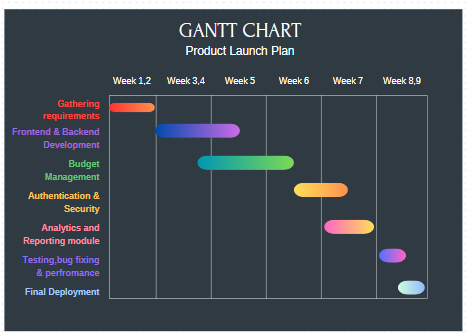 GANTT CHART
Product Launch Plan
Week 1,2 Week 3,4 Week 5 Week 6 Week 7 Week 8,9
Gathering
requirements
Frontend & Backend
Development
Budget
Management
Authentication &
Security
Analytics and
Reporting module
Testing,bug fixing
& perfromance
Final Deployment